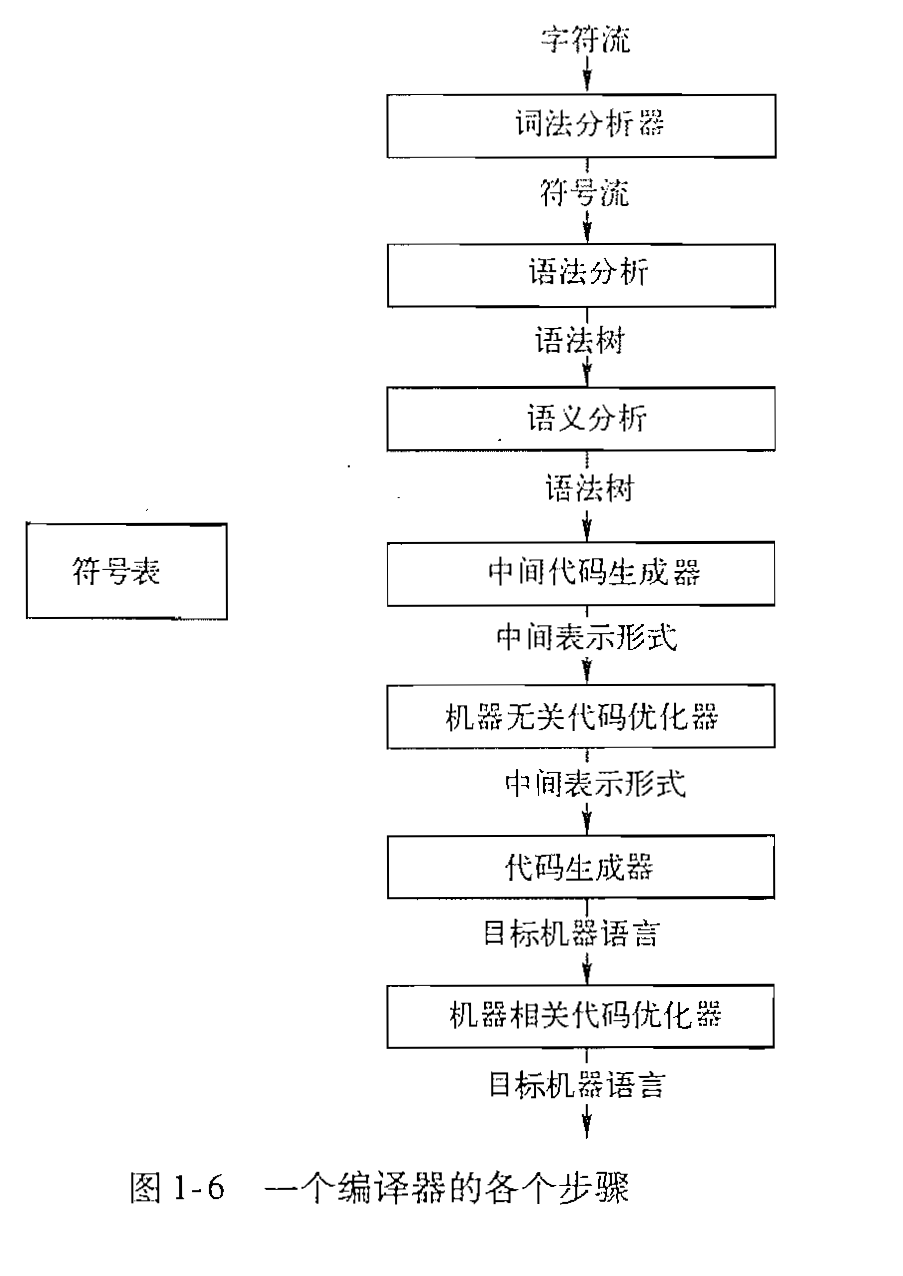 字符流
词法分析器
符号流
语法分析
语法树
语义分析
语法树
符号表
中间代码生成器
中间表示形式
机器无关代码优化器
中间表示形式
代码生成器
目标机器语言
机器相关代码优化器
目标机器语言
图 1-6 一个编译器的各个步骤